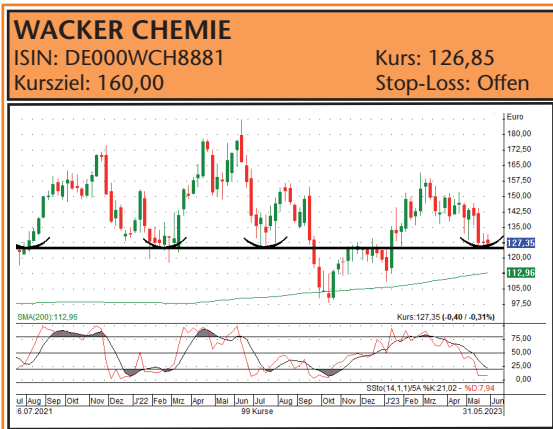 WACKER CHEMIE
ISIN: DE000WCH8881 Kurs: 126,85
Kursziel: 160,00 Stop-Loss: Offen
Euro
180,00
172,50
165,00
157,50
150,00
142,50
135,00
127,35
120,00
112,96
105,00
97,50
SMA(200):112,96 Kurs:127,35 (-0,40 / -0,31%)
75,00
50,00
25,00
0,00
SSto(14,1,1)/5A %K:21,02 - %D:7,94
ul Aug Sep Okt Nov Dez J'22 Feb Mrz Apr Mai Jun Jul Aug Sep Okt Nov Dez J'23 Feb Mrz Apr Mai Jun
6.07.2021 99 Kurse 31.05.2023